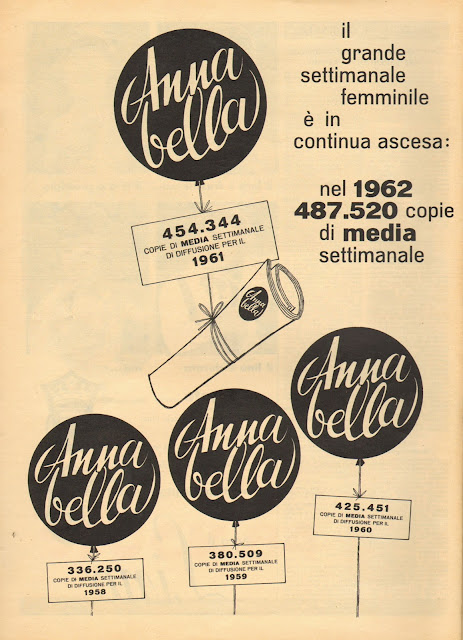 Anna
bella
il
grande
settimanale
femminile
è in
continua ascesa:
nel 1962
487.520 copie
di media
settimanale
454.344
COPIE DI MEDIA SETTIMANALE
DI DIFFUSIONE PER IL
1961
Anna
bella
Anna
bella
425.451
COPIE DI MEDIA SETTIMANALE
DI DIFFUSIONE PER IL
1960
Anna
bella
380.509
COPIE DI MEDIA SETTIMANALE
DI DIFFUSIONE PER IL
1959
Anna
bella
336.250
COPIE DI MEDIA SETTIMANALE
DI DIFFUSIONE PER IL
1958